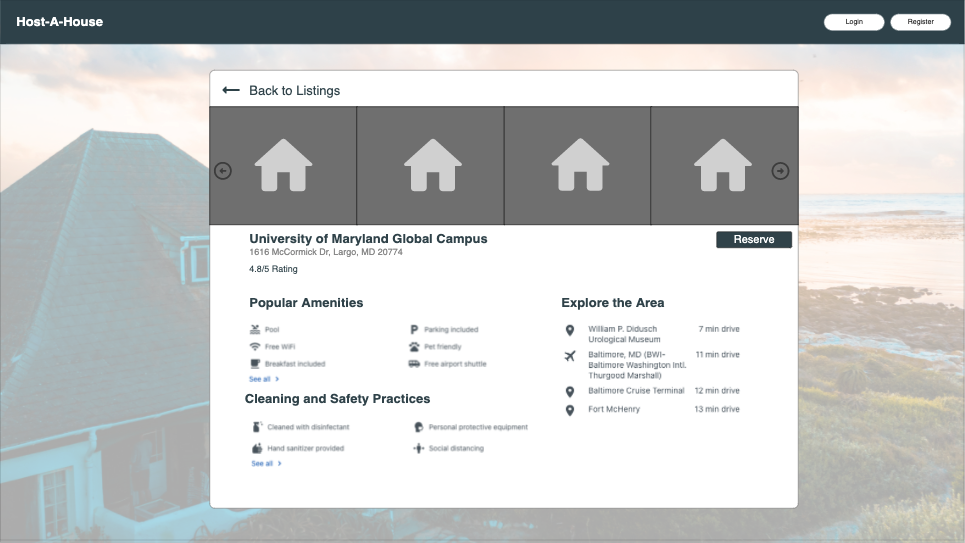 Host-A-House
Login
Register
Back to Listings
University of Maryland Global Campus
1616 McCormick Dr, Largo, MD 20774
Reserve
4.8/5 Rating
Popular Amenities
Pool
Parking included
Free WiFi
Pet friendly
Breakfast included
Free airport shuttle
See all
Cleaning and Safety Practices
Cleaned with disinfectant
Personal protective equipment
Hand sanitizer provided
Social distancing
See all
Explore the Area
William P. Didusch
Urological Museum
7 min drive
Baltimore, MD (BWI-
Baltimore Washington Intl.
Thurgood Marshall)
11 min drive
Baltimore Cruise Terminal
12 min drive
Fort McHenry
13 min drive